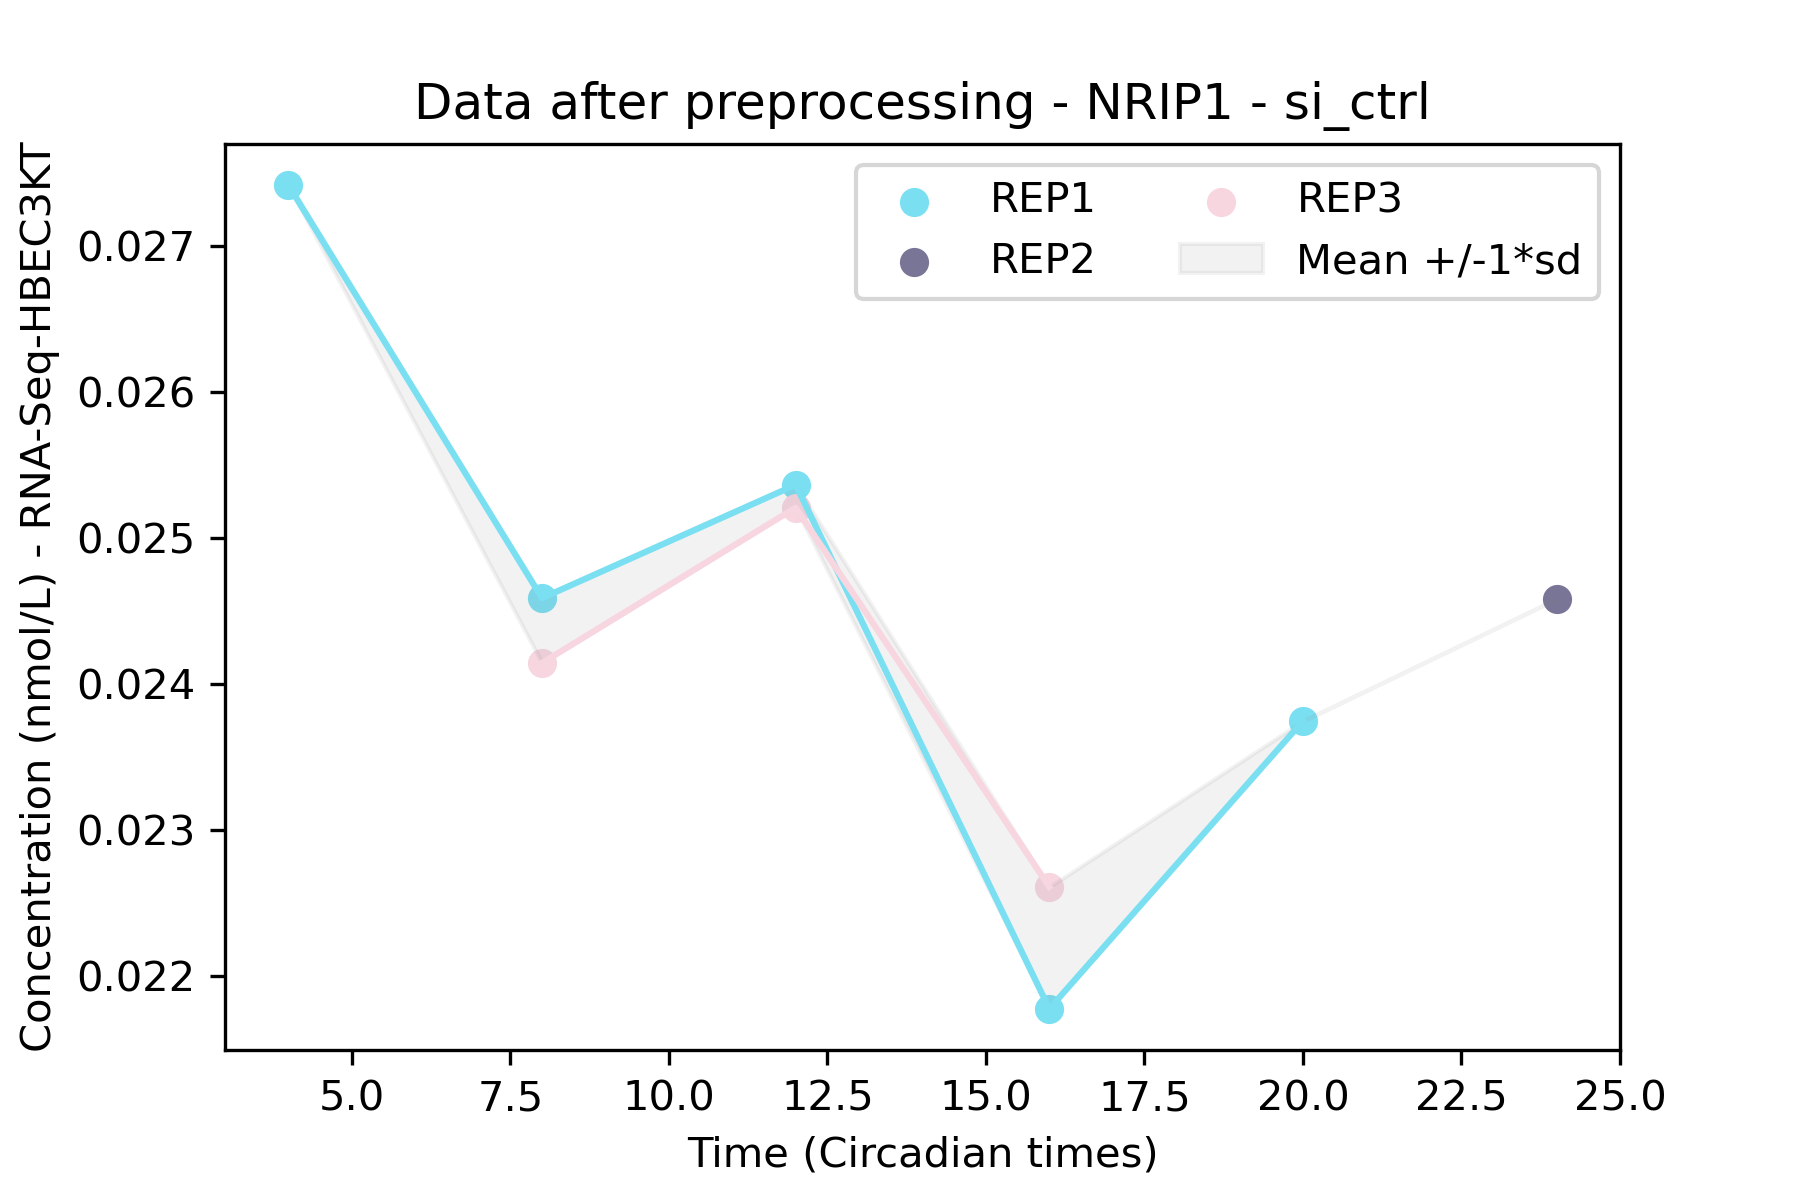 Data after preprocessing - NRIP1 - si_ctrl
Concentration (nmol/L) - RNA-Seq-HBEC3KT
REP1
REP2
REP3
Mean +/-1*sd
0.027
0.026
0.025
0.024
0.023
0.022
5.0 7.5 10.0 12.5 15.0 17.5 20.0 22.5 25.0
Time (Circadian times)